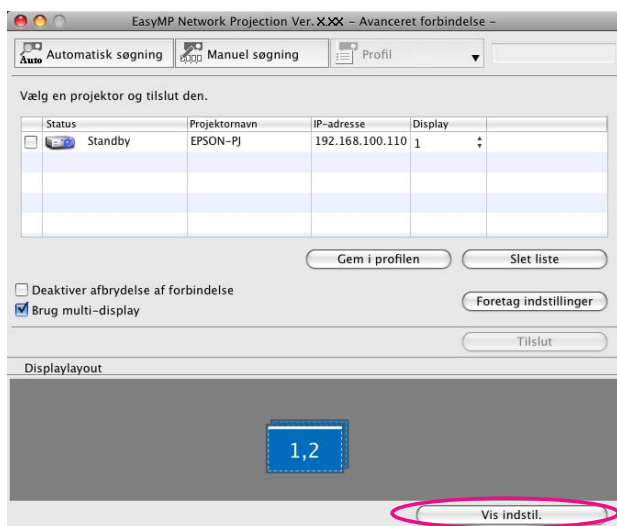 EasyMP Network Projection Ver. X.XX – Avanceret forbindelse –
Auto Automatisk søgning Manuel søgning Profil
Vælg en projektor og tilslut den.
Status Projektornavn IP-adresse Display
Standby EPSON-PJ 192.168.100.110 1
Gem i profilen Slet liste
Deaktiver afbrydelse af forbindelse
Brug multi-display Foretag indstillinger
Tilslut
Displaylayout
1,2
Vis indstil.